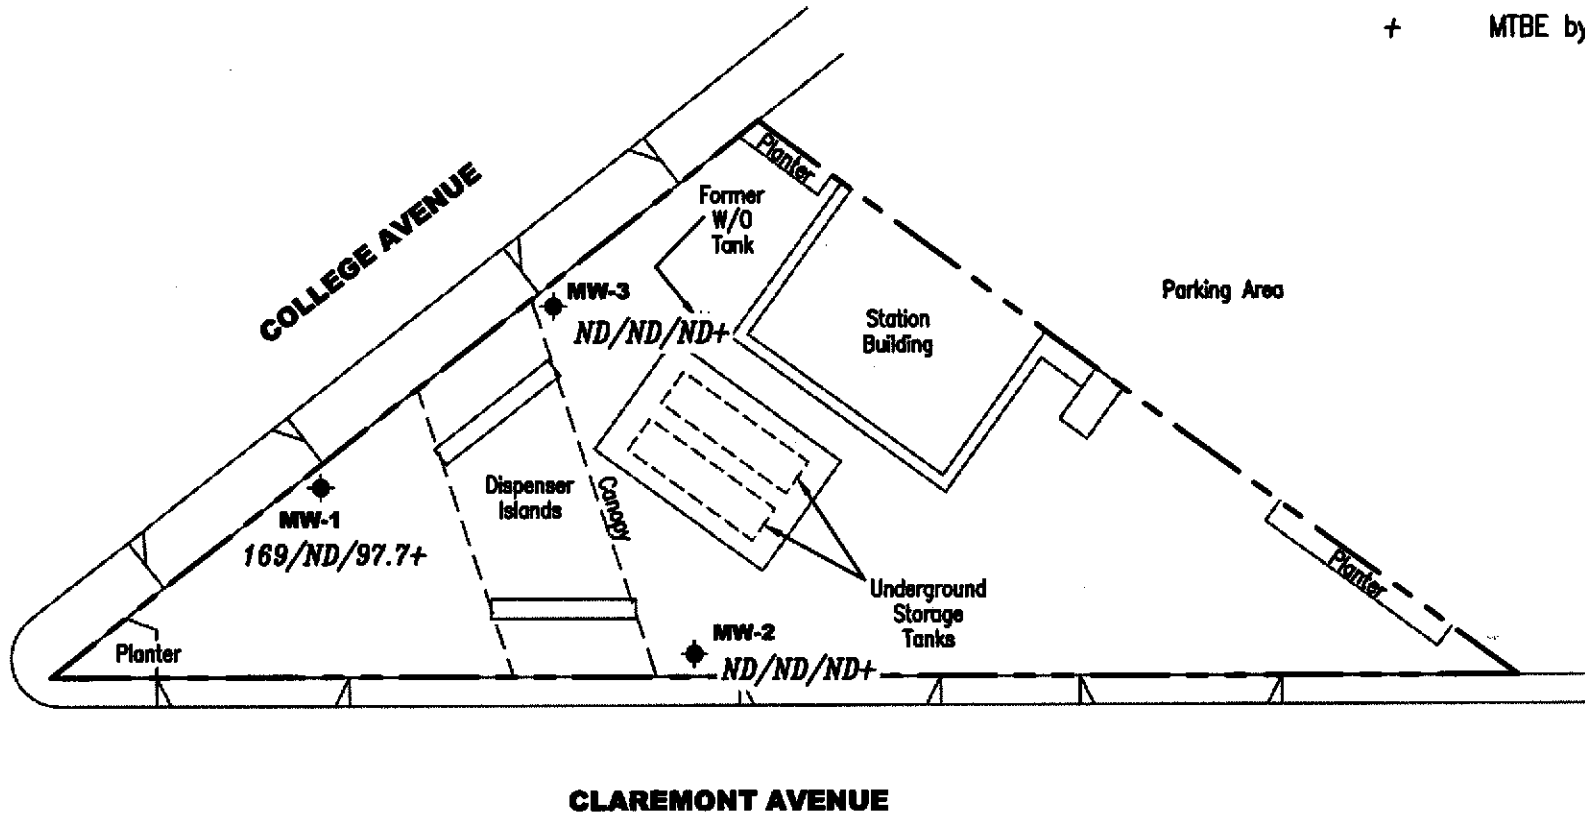 + MTBE by
COLLEGE AVENUE
Planter
Former
W/O
Tank
MW-3
ND/ND/ND+
Station
Building
Parking Area
Dispenser
Islands
Canopy
MW-1
169/ND/97.7+
Underground
Storage
Tanks
Planter
Planter
MW-2
ND/ND/ND+
CLAREMONT AVENUE